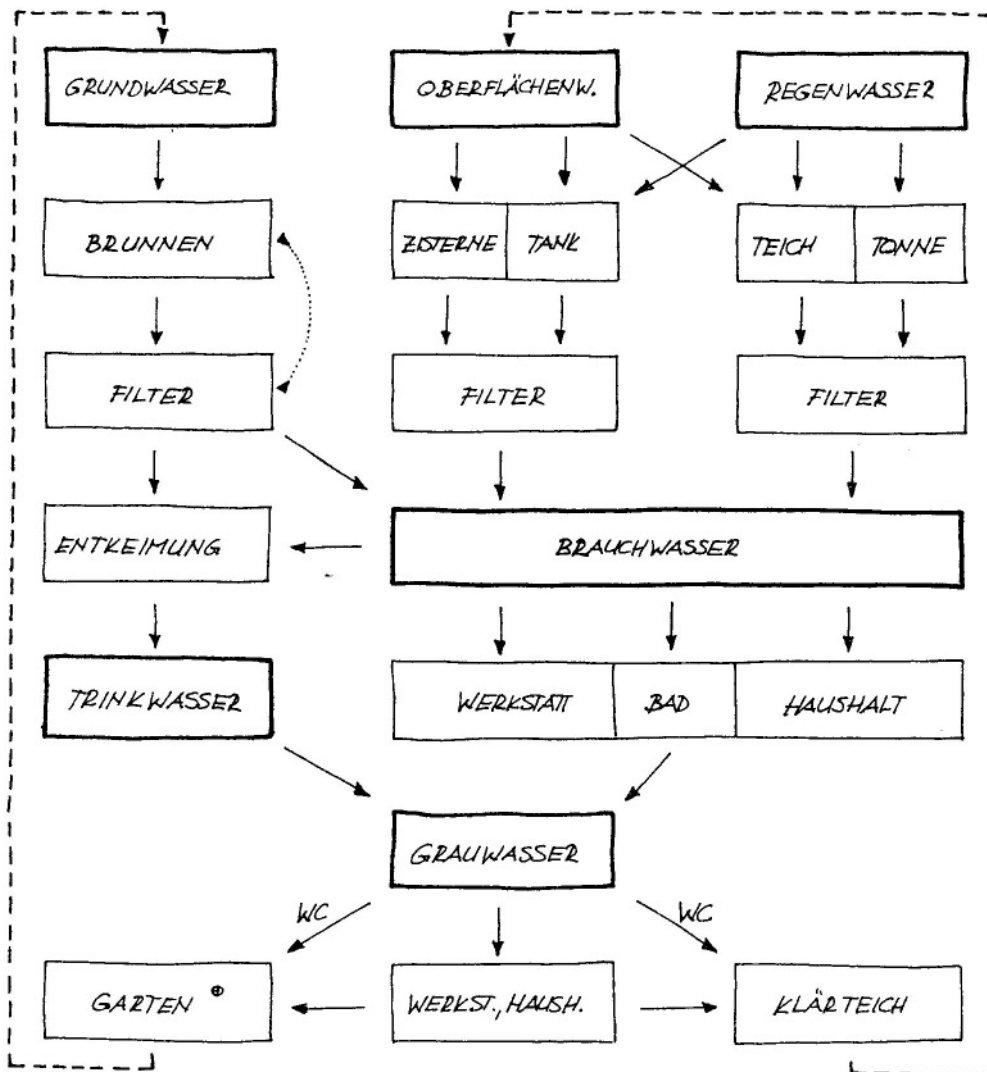 GRUNDWASSER
OBERFLÄCHENW.
REGENWASSER
BRUNNEN
ZISTERNE
TANK
TEICH
TONNE
FILTER
FILTER
FILTER
ENTKEIMUNG
BRAUCHWASSER
TRINKWASSER
WERKSTATT
BAD
HAUSHALT
GRAUWASSER
WC
WC
GARTEN ⊕
WERKST., HAUSH.
KLÄRTEICH